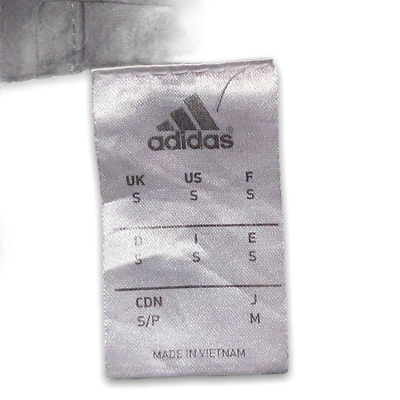 adidas
UK US F
S S S
D I E
S S S
CDN J
S/P M
MADE IN VIETNAM